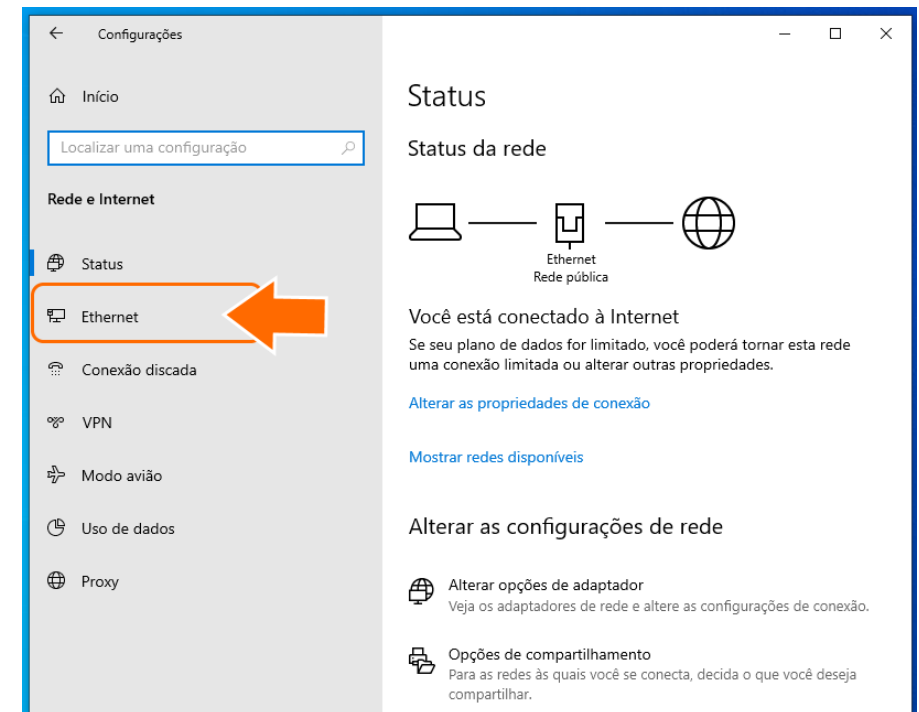 Configurações
Início
Localizar uma configuração
Rede e Internet
Status
Ethernet
Conexão discada
VPN
Modo avião
Uso de dados
Proxy
Status
Status da rede
Ethernet
Rede pública
Você está conectado à Internet
Se seu plano de dados for limitado, você poderá tornar esta rede
uma conexão limitada ou alterar outras propriedades.
Alterar as propriedades de conexão
Mostrar redes disponíveis
Alterar as configurações de rede
Alterar opções de adaptador
Veja os adaptadores de rede e altere as configurações de conexão.
Opções de compartilhamento
Para as redes às quais você se conecta, decida o que você deseja
compartilhar.